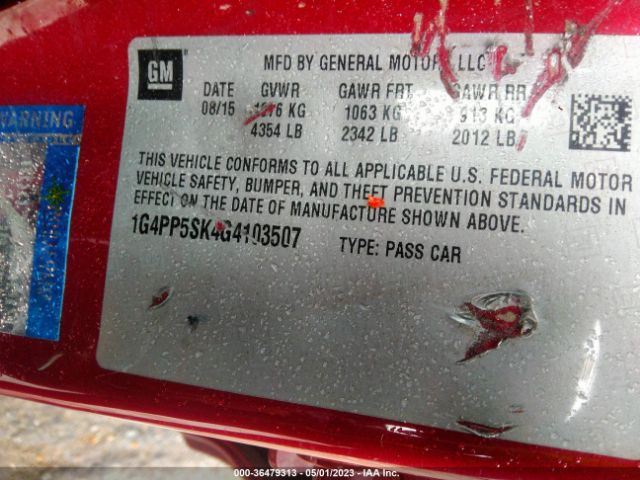 WARNING
GM
MFD BY GENERAL MOTORS LLC
DATE GVWR GAWR FRT GAWR RR
08/15 KG 1063 KG 913 KG
4354 LB 2342 LB 2012 LB
THIS VEHICLE CONFORMS TO ALL APPLICABLE U.S. FEDERAL MOTOR
VEHICLE SAFETY, BUMPER, AND THEFT PREVENTION STANDARDS IN
EFFECT ON THE DATE OF MANUFACTURE SHOWN ABOVE.
1G4PP5SK4G4103507 TYPE: PASS CAR
000-36479313 - 05/01/2023 - IAA Inc.